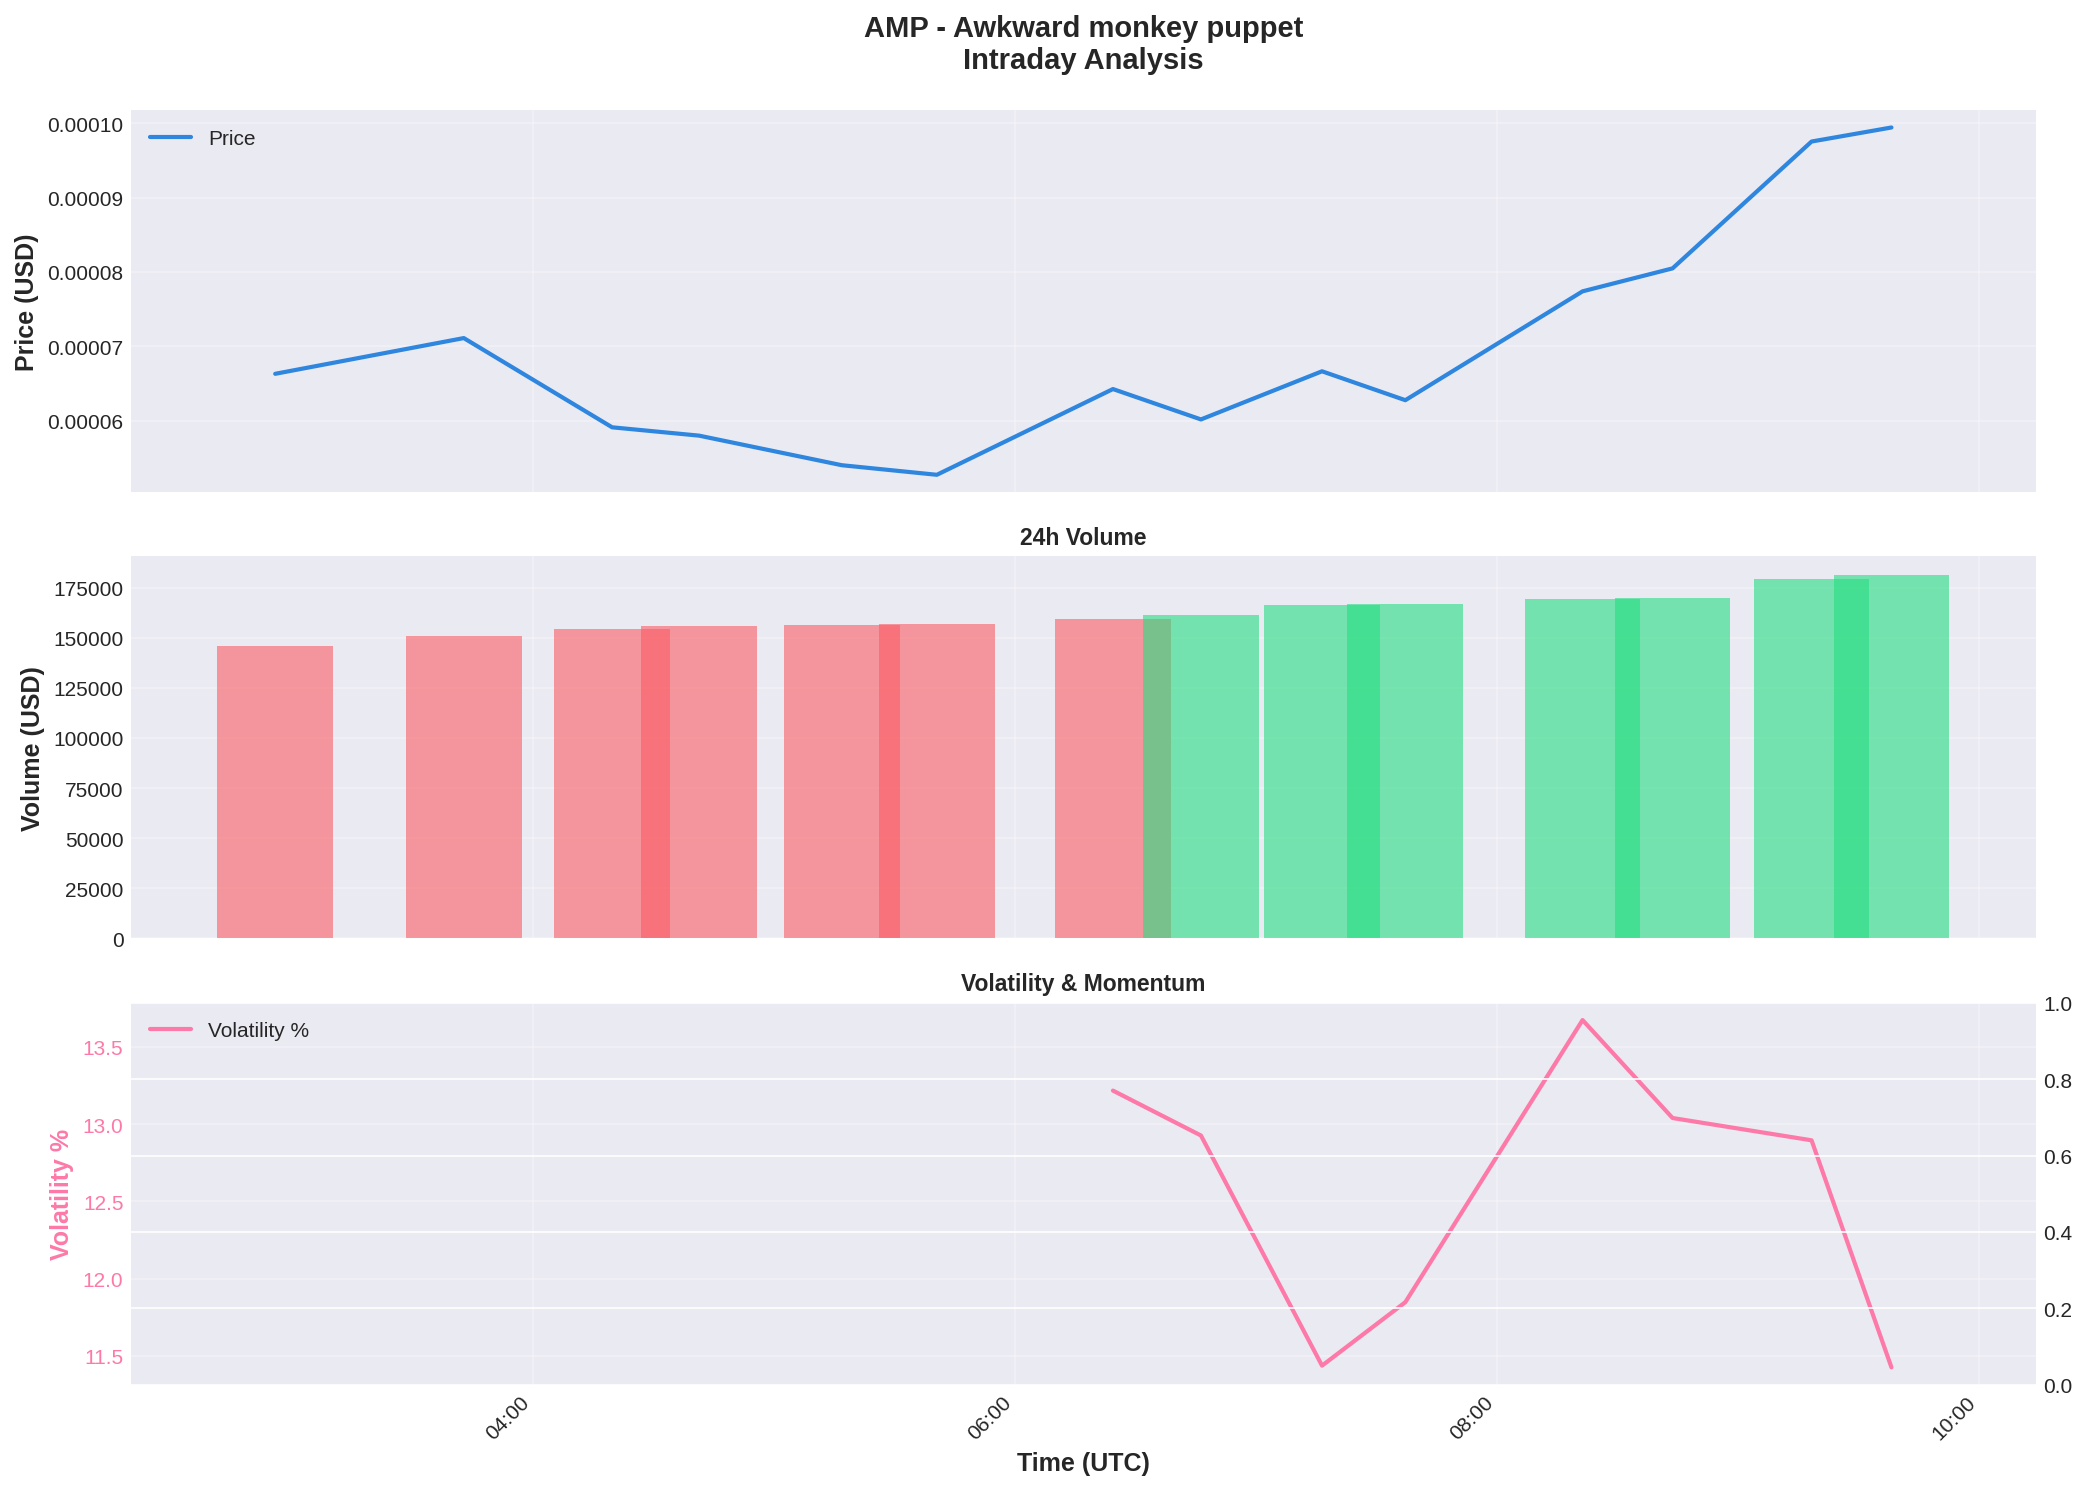 AMP - Awkward monkey puppet
Intraday Analysis
Price
0.00010
0.00009
0.00008
0.00007
0.00006
Price (USD)
24h Volume
175000
150000
125000
100000
75000
50000
25000
0
Volume (USD)
Volatility & Momentum
Volatility %
13.5
13.0
12.5
12.0
11.5
Volatility %
1.0
0.8
0.6
0.4
0.2
0.0
04:00
06:00
08:00
10:00
Time (UTC)